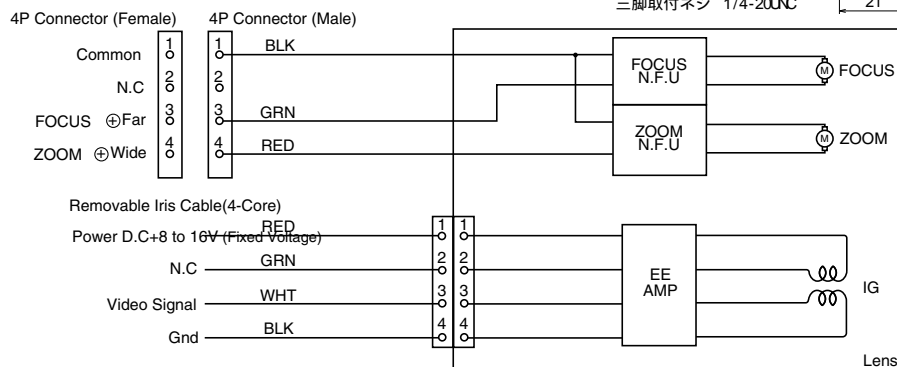 三脚取付ネジ 1/4-20UNC
21
4P Connector (Female) 4P Connector (Male)
Common 1 1 BLK
N.C 2 2
FOCUS ⊕Far 3 3 GRN
ZOOM ⊕Wide 4 4 RED
FOCUS
N.F.U
M FOCUS
ZOOM
N.F.U
M ZOOM
Removable Iris Cable(4-Core)
Power D.C+8 to 16V (Fixed Voltage) RED 1 1
N.C GRN 2 2
Video Signal WHT 3 3
Gnd BLK 4 4
EE
AMP
IG
Lens